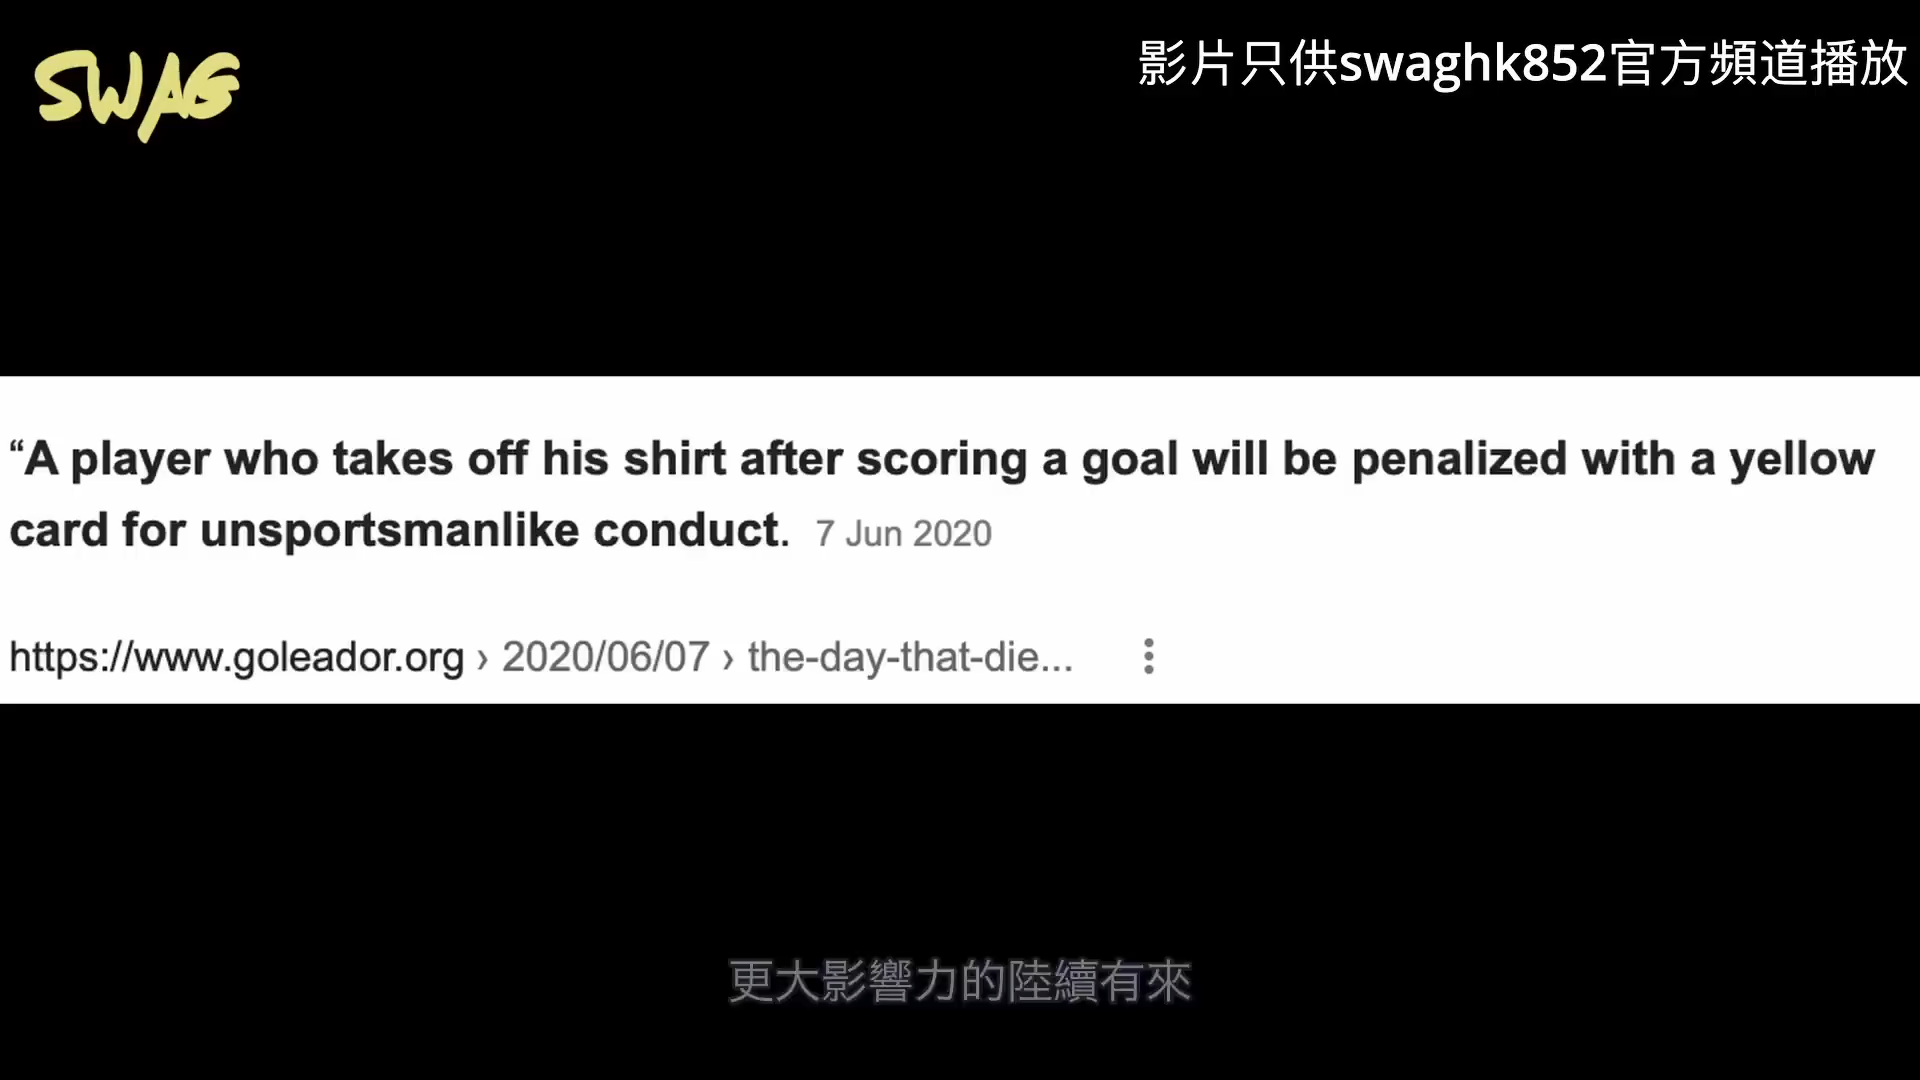 SWAG
影片只供swaghk852官方頻道播放
“A player who takes off his shirt after scoring a goal will be penalized with a yellow
card for unsportsmanlike conduct. 7 Jun 2020
https://www.goleador.org › 2020/06/07 › the-day-that-die...
更大影響力的陸續有來